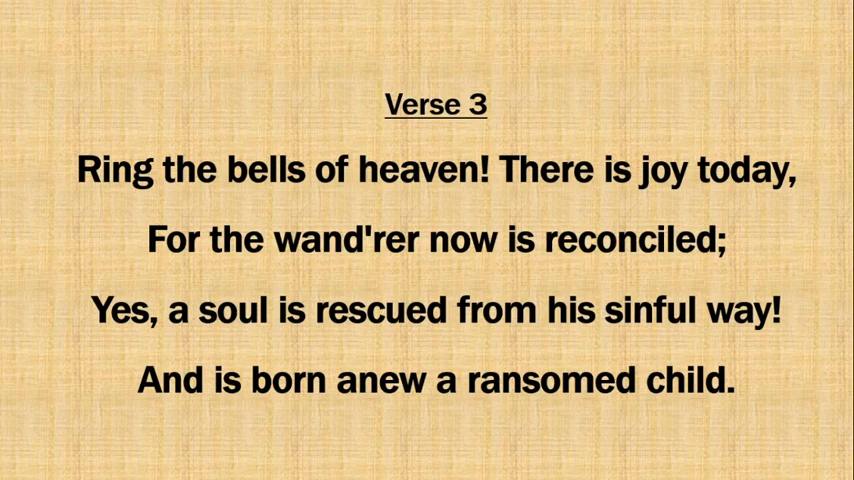 Verse 3
Ring the bells of heaven! There is joy today,
For the wand'rer now is reconciled;
Yes, a soul is rescued from his sinful way!
And is born anew a ransomed child.